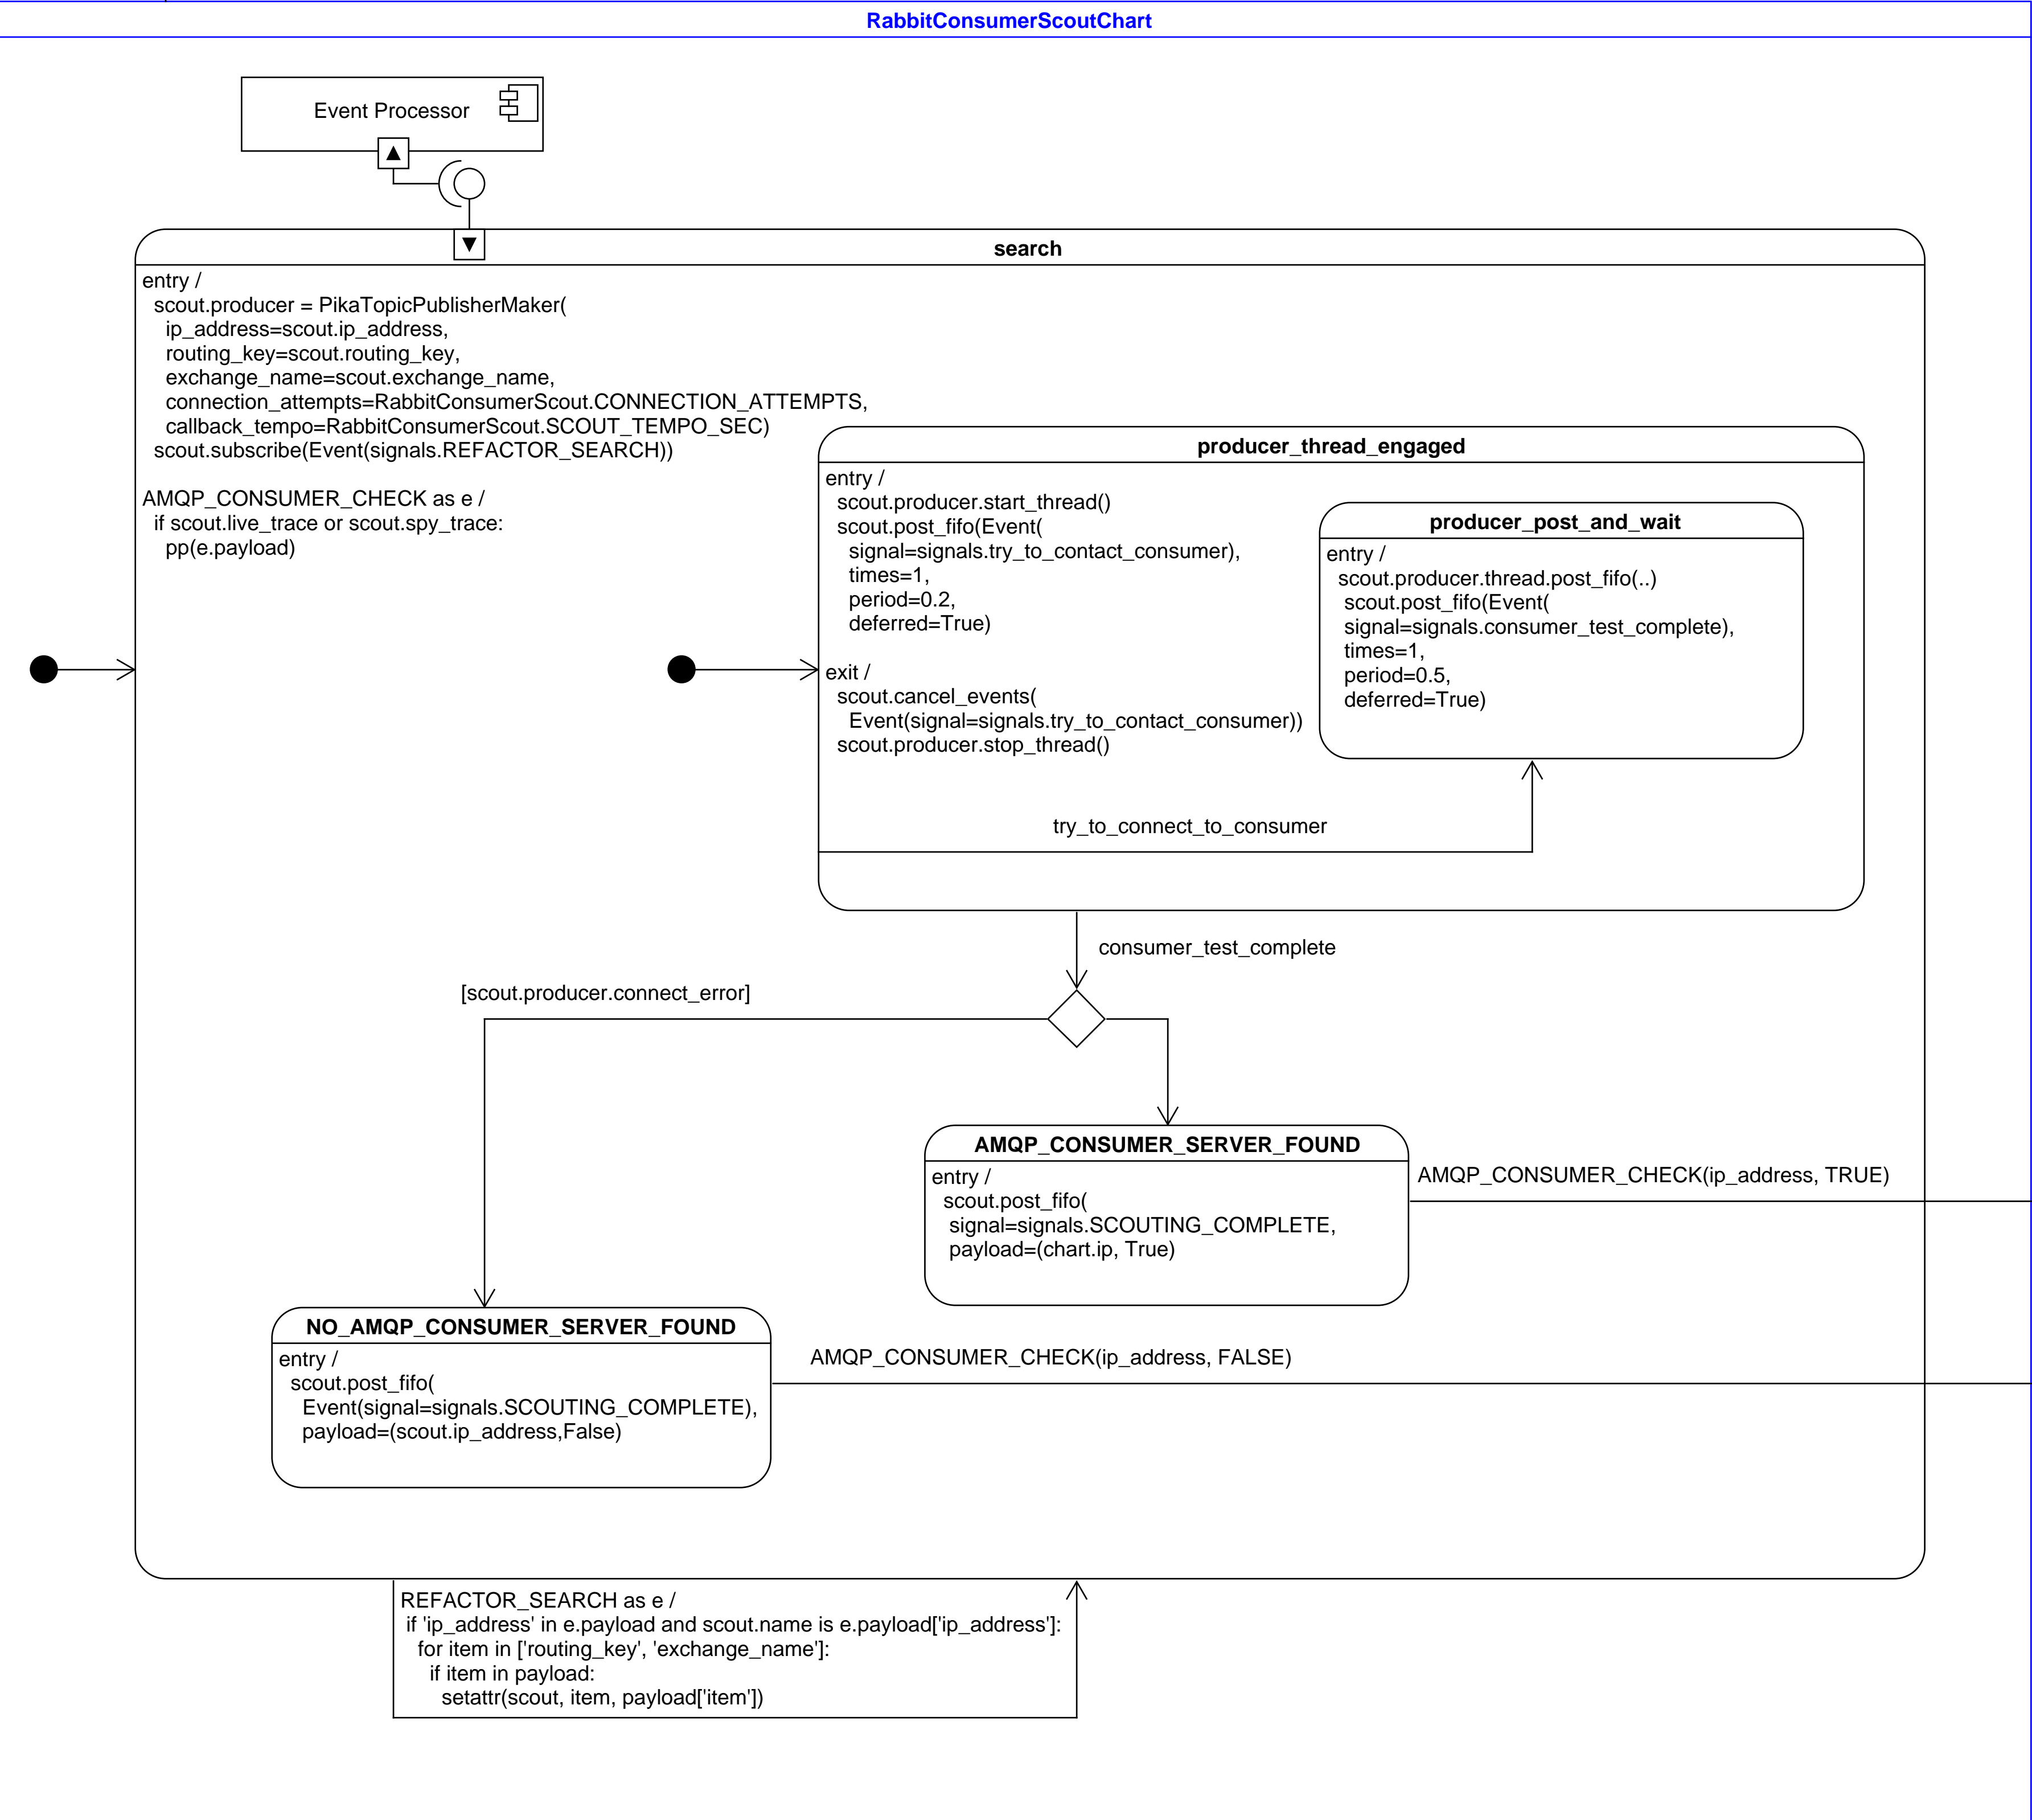 RabbitConsumerScoutChart
Event Processor
search
entry /
scout.producer = PikaTopicPublisherMaker(
ip_address=scout.ip_address,
routing_key=scout.routing_key,
exchange_name=scout.exchange_name,
connection_attempts=RabbitConsumerScout.CONNECTION_ATTEMPTS,
callback_tempo=RabbitConsumerScout.SCOUT_TEMPO_SEC)
scout.subscribe(Event(signals.REFACTOR_SEARCH))
AMQP_CONSUMER_CHECK as e /
if scout.live_trace or scout.spy_trace:
pp(e.payload)
producer_thread_engaged
entry /
scout.producer.start_thread()
scout.post_fifo(Event(
signal=signals.try_to_contact_consumer),
times=1,
period=0.2,
deferred=True)
exit /
scout.cancel_events(
Event(signal=signals.try_to_contact_consumer))
scout.producer.stop_thread()
producer_post_and_wait
entry /
scout.producer.thread.post_fifo(..)
scout.post_fifo(Event(
signal=signals.consumer_test_complete),
times=1,
period=0.5,
deferred=True)
try_to_connect_to_consumer
consumer_test_complete
[scout.producer.connect_error]
AMQP_CONSUMER_SERVER_FOUND
entry /
scout.post_fifo(
signal=signals.SCOUTING_COMPLETE,
payload=(chart.ip, True)
AMQP_CONSUMER_CHECK(ip_address, TRUE)
NO_AMQP_CONSUMER_SERVER_FOUND
entry /
scout.post_fifo(
Event(signal=signals.SCOUTING_COMPLETE),
payload=(scout.ip_address,False)
AMQP_CONSUMER_CHECK(ip_address, FALSE)
REFACTOR_SEARCH as e /
if 'ip_address' in e.payload and scout.name is e.payload['ip_address']:
for item in ['routing_key', 'exchange_name']:
if item in payload:
setattr(scout, item, payload['item'])